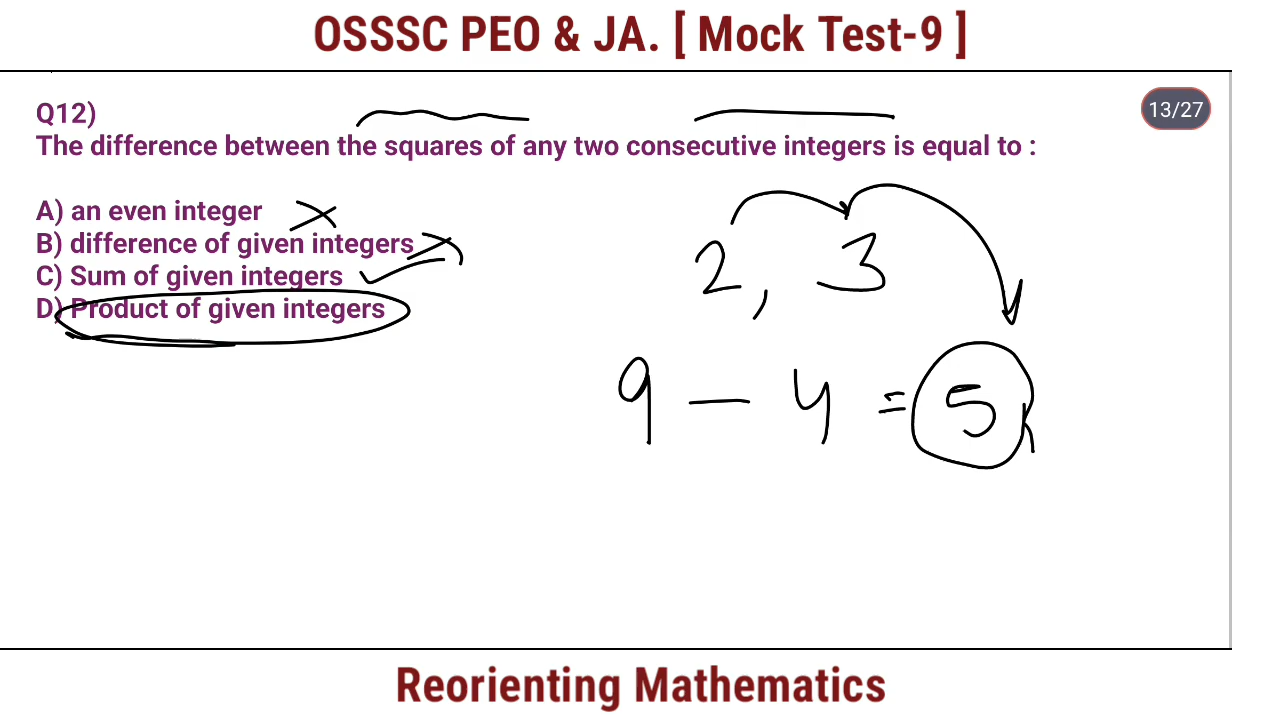 OSSSC PEO & JA. [ Mock Test-9 ]
Q12)
13/27
The difference between the squares of any two consecutive integers is equal to :
A) an even integer
B) difference of given integers
C) Sum of given integers
D) Product of given integers
2, 3
9 — 4 = 5
Reorienting Mathematics